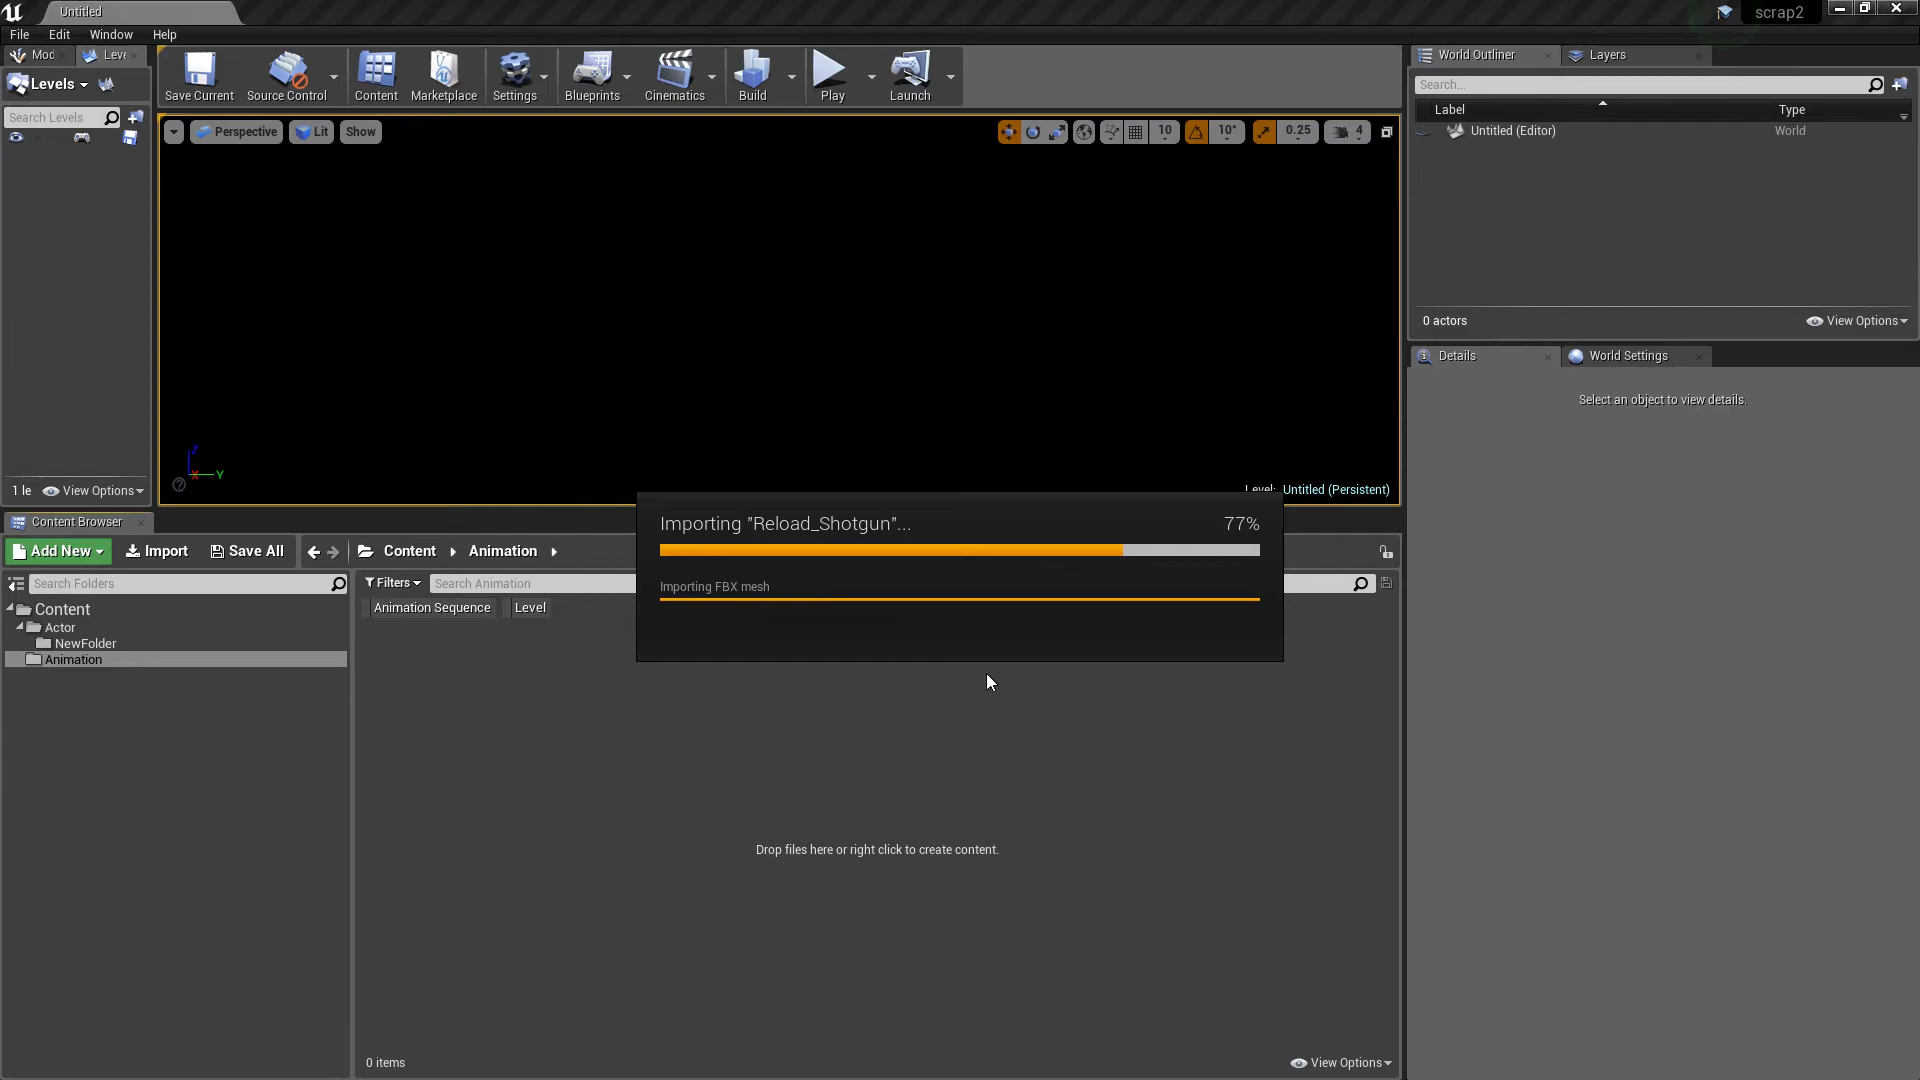 Untitled
scrap2
File Edit Window Help
Mod
Leve
Levels
Search Levels
Save Current
Source Control
Content
Marketplace
Settings
Blueprints
Cinematics
Build
Play
Launch
Perspective
Lit
Show
10
10°
0.25
4
Z
X
Y
Level: Untitled (Persistent)
1 le
View Options
World Outliner
Layers
Search...
Label
Type
Untitled (Editor)
World
0 actors
View Options
Details
World Settings
Select an object to view details.
Content Browser
Add New
Import
Save All
Content
Animation
Search Folders
Content
Actor
NewFolder
Animation
Filters
Search Animation
Animation Sequence
Level
Importing "Reload_Shotgun"...
77%
Importing FBX mesh
Drop files here or right click to create content.
0 items
View Options